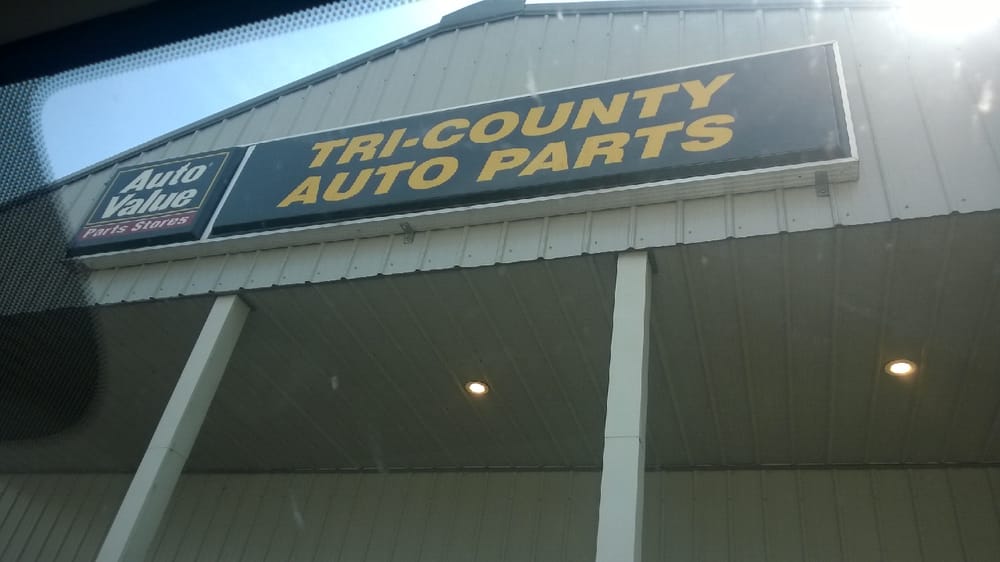 Auto
Value
Parts Stores
TRI-COUNTY
AUTO PARTS